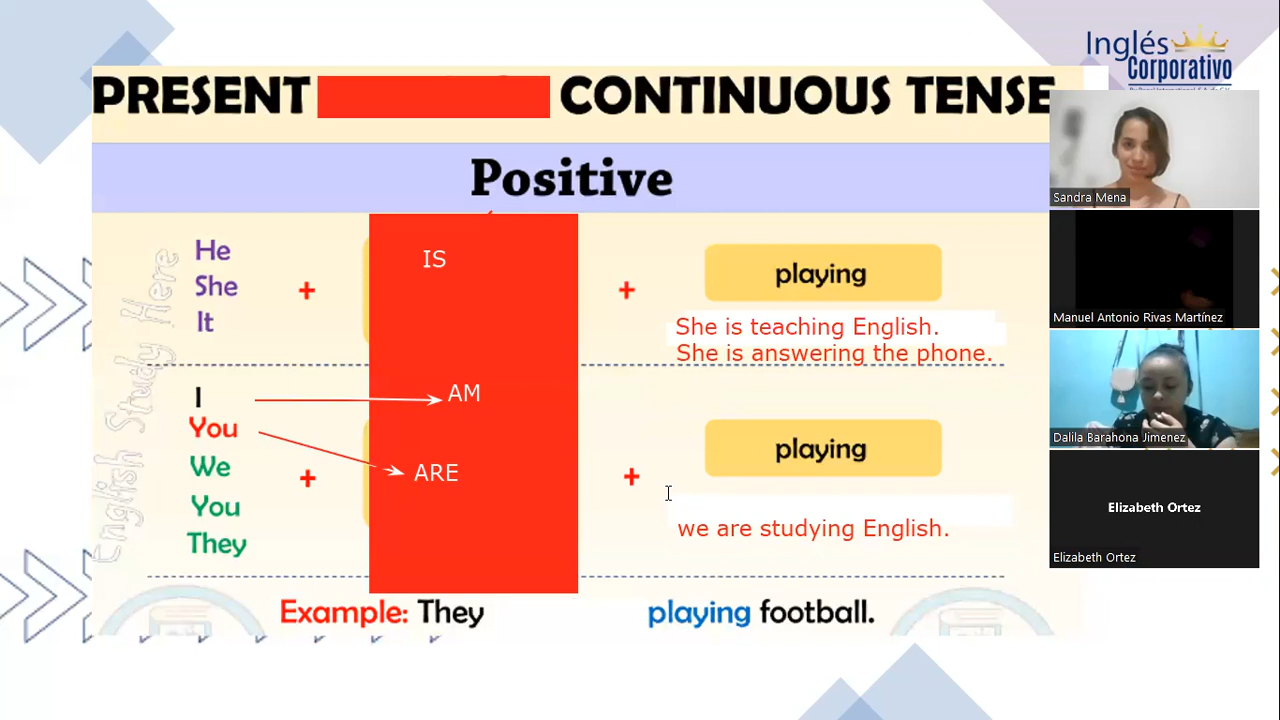 Inglés
Corporativo
PRESENT CONTINUOUS TENSE
Positive
He
She
It
+
IS
+
playing
She is teaching English.
She is answering the phone.
I
You
We
You
They
+
AM
ARE
+
playing
we are studying English.
Example: They playing football.
English Study Here
Sandra Mena
Manuel Antonio Rivas Martínez
Dalila Barahona Jimenez
Elizabeth Ortez
Elizabeth Ortez